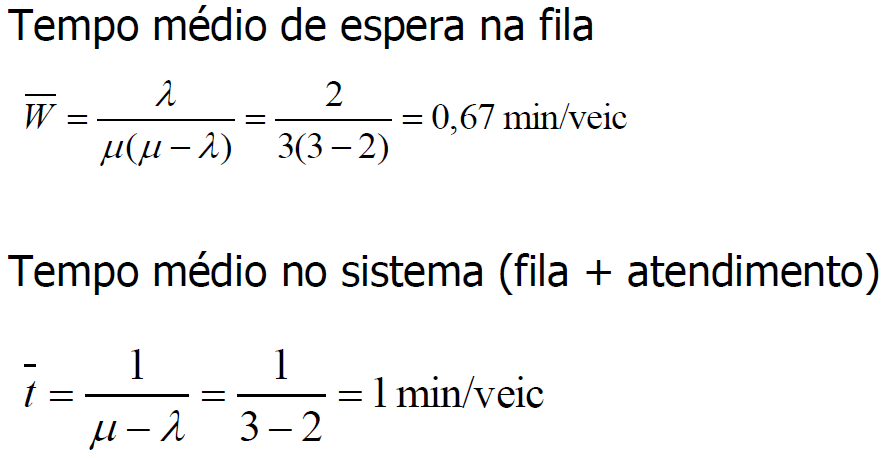 Tempo médio de espera na fila
W̅ = λ / μ(μ − λ) = 2 / 3(3 − 2) = 0,67 min/veic
Tempo médio no sistema (fila + atendimento)
t̅ = 1 / μ − λ = 1 / 3 − 2 = 1 min/veic